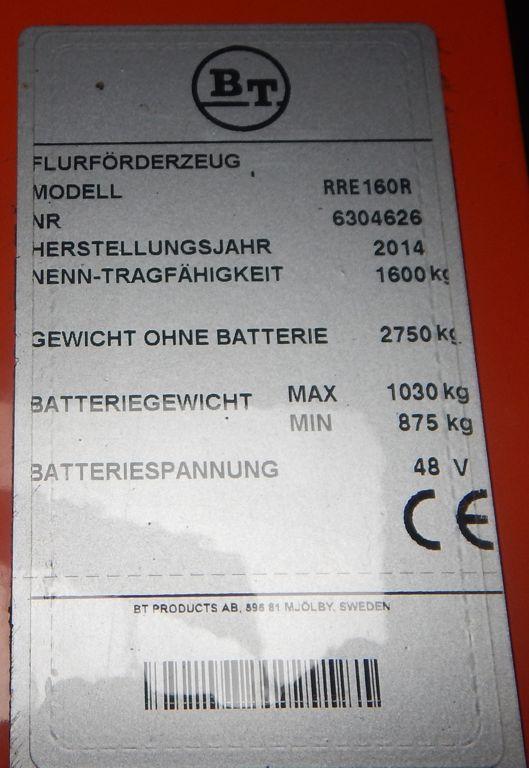 BT
FLURFÖRDERZEUG
MODELL RRE160R
NR 6304626
HERSTELLUNGSJAHR 2014
NENN-TRAGFÄHIGKEIT 1600 kg
GEWICHT OHNE BATTERIE 2750 kg
BATTERIEGEWICHT MAX 1030 kg
MIN 875 kg
BATTERIESPANNUNG 48 V
CE
BT PRODUCTS AB, 595 81 MJÖLBY, SWEDEN